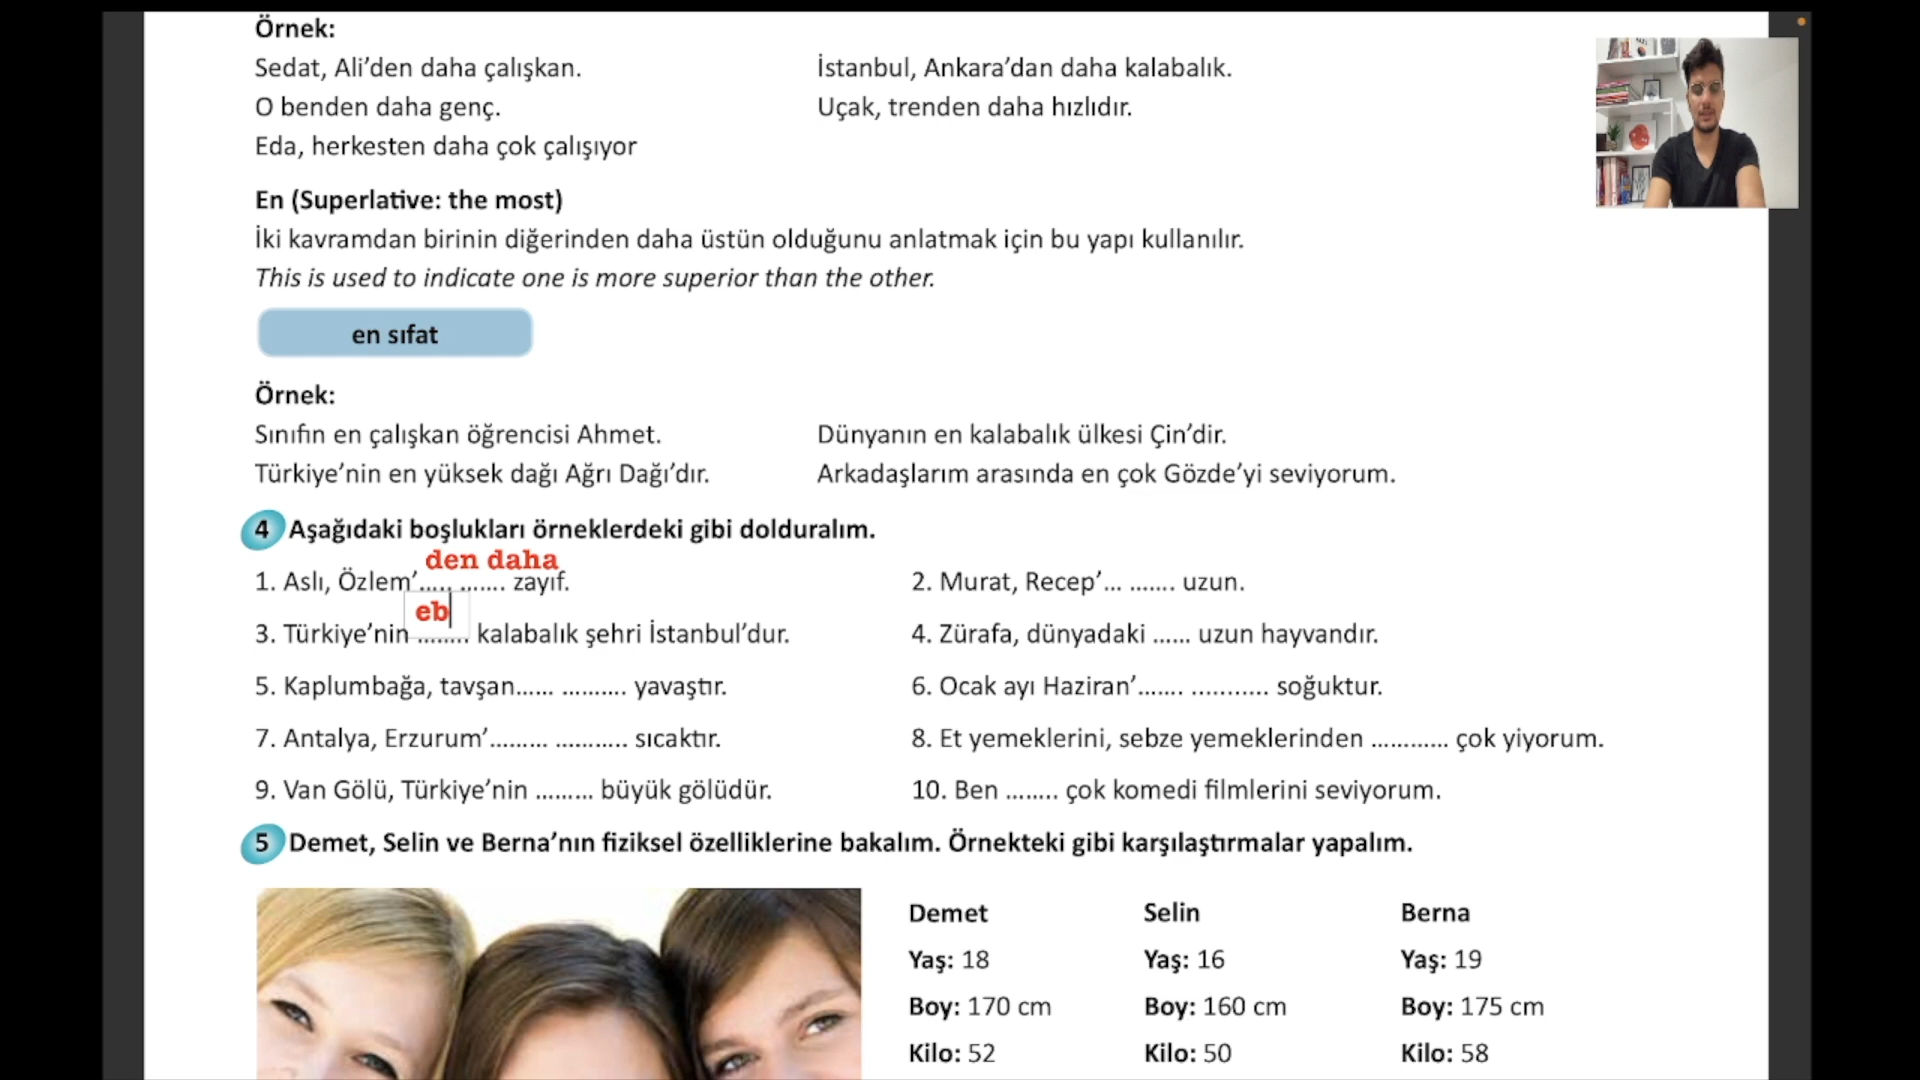 Örnek:
Sedat, Ali’den daha çalışkan.
İstanbul, Ankara’dan daha kalabalık.
O benden daha genç.
Uçak, trenden daha hızlıdır.
Eda, herkesten daha çok çalışıyor
En (Superlative: the most)
İki kavramdan birinin diğerinden daha üstün olduğunu anlatmak için bu yapı kullanılır.
This is used to indicate one is more superior than the other.
en sıfat
Örnek:
Sınıfın en çalışkan öğrencisi Ahmet.
Dünyanın en kalabalık ülkesi Çin’dir.
Türkiye’nin en yüksek dağı Ağrı Dağı’dır.
Arkadaşlarım arasında en çok Gözde’yi seviyorum.
4 Aşağıdaki boşlukları örneklerdeki gibi dolduralım.
den daha
1. Aslı, Özlem’..... ....... zayıf.
2. Murat, Recep’... ....... uzun.
eb
3. Türkiye’nin ........ kalabalık şehri İstanbul’dur.
4. Zürafa, dünyadaki ...... uzun hayvandır.
5. Kaplumbağa, tavşan...... .......... yavaştır.
6. Ocak ayı Haziran’....... ........... soğuktur.
7. Antalya, Erzurum’......... ........... sıcaktır.
8. Et yemeklerini, sebze yemeklerinden ............ çok yiyorum.
9. Van Gölü, Türkiye’nin ......... büyük gölüdür.
10. Ben ........ çok komedi filmlerini seviyorum.
5 Demet, Selin ve Berna’nın fiziksel özelliklerine bakalım. Örnekteki gibi karşılaştırmalar yapalım.
Demet Selin Berna
Yaş: 18 Yaş: 16 Yaş: 19
Boy: 170 cm Boy: 160 cm Boy: 175 cm
Kilo: 52 Kilo: 50 Kilo: 58